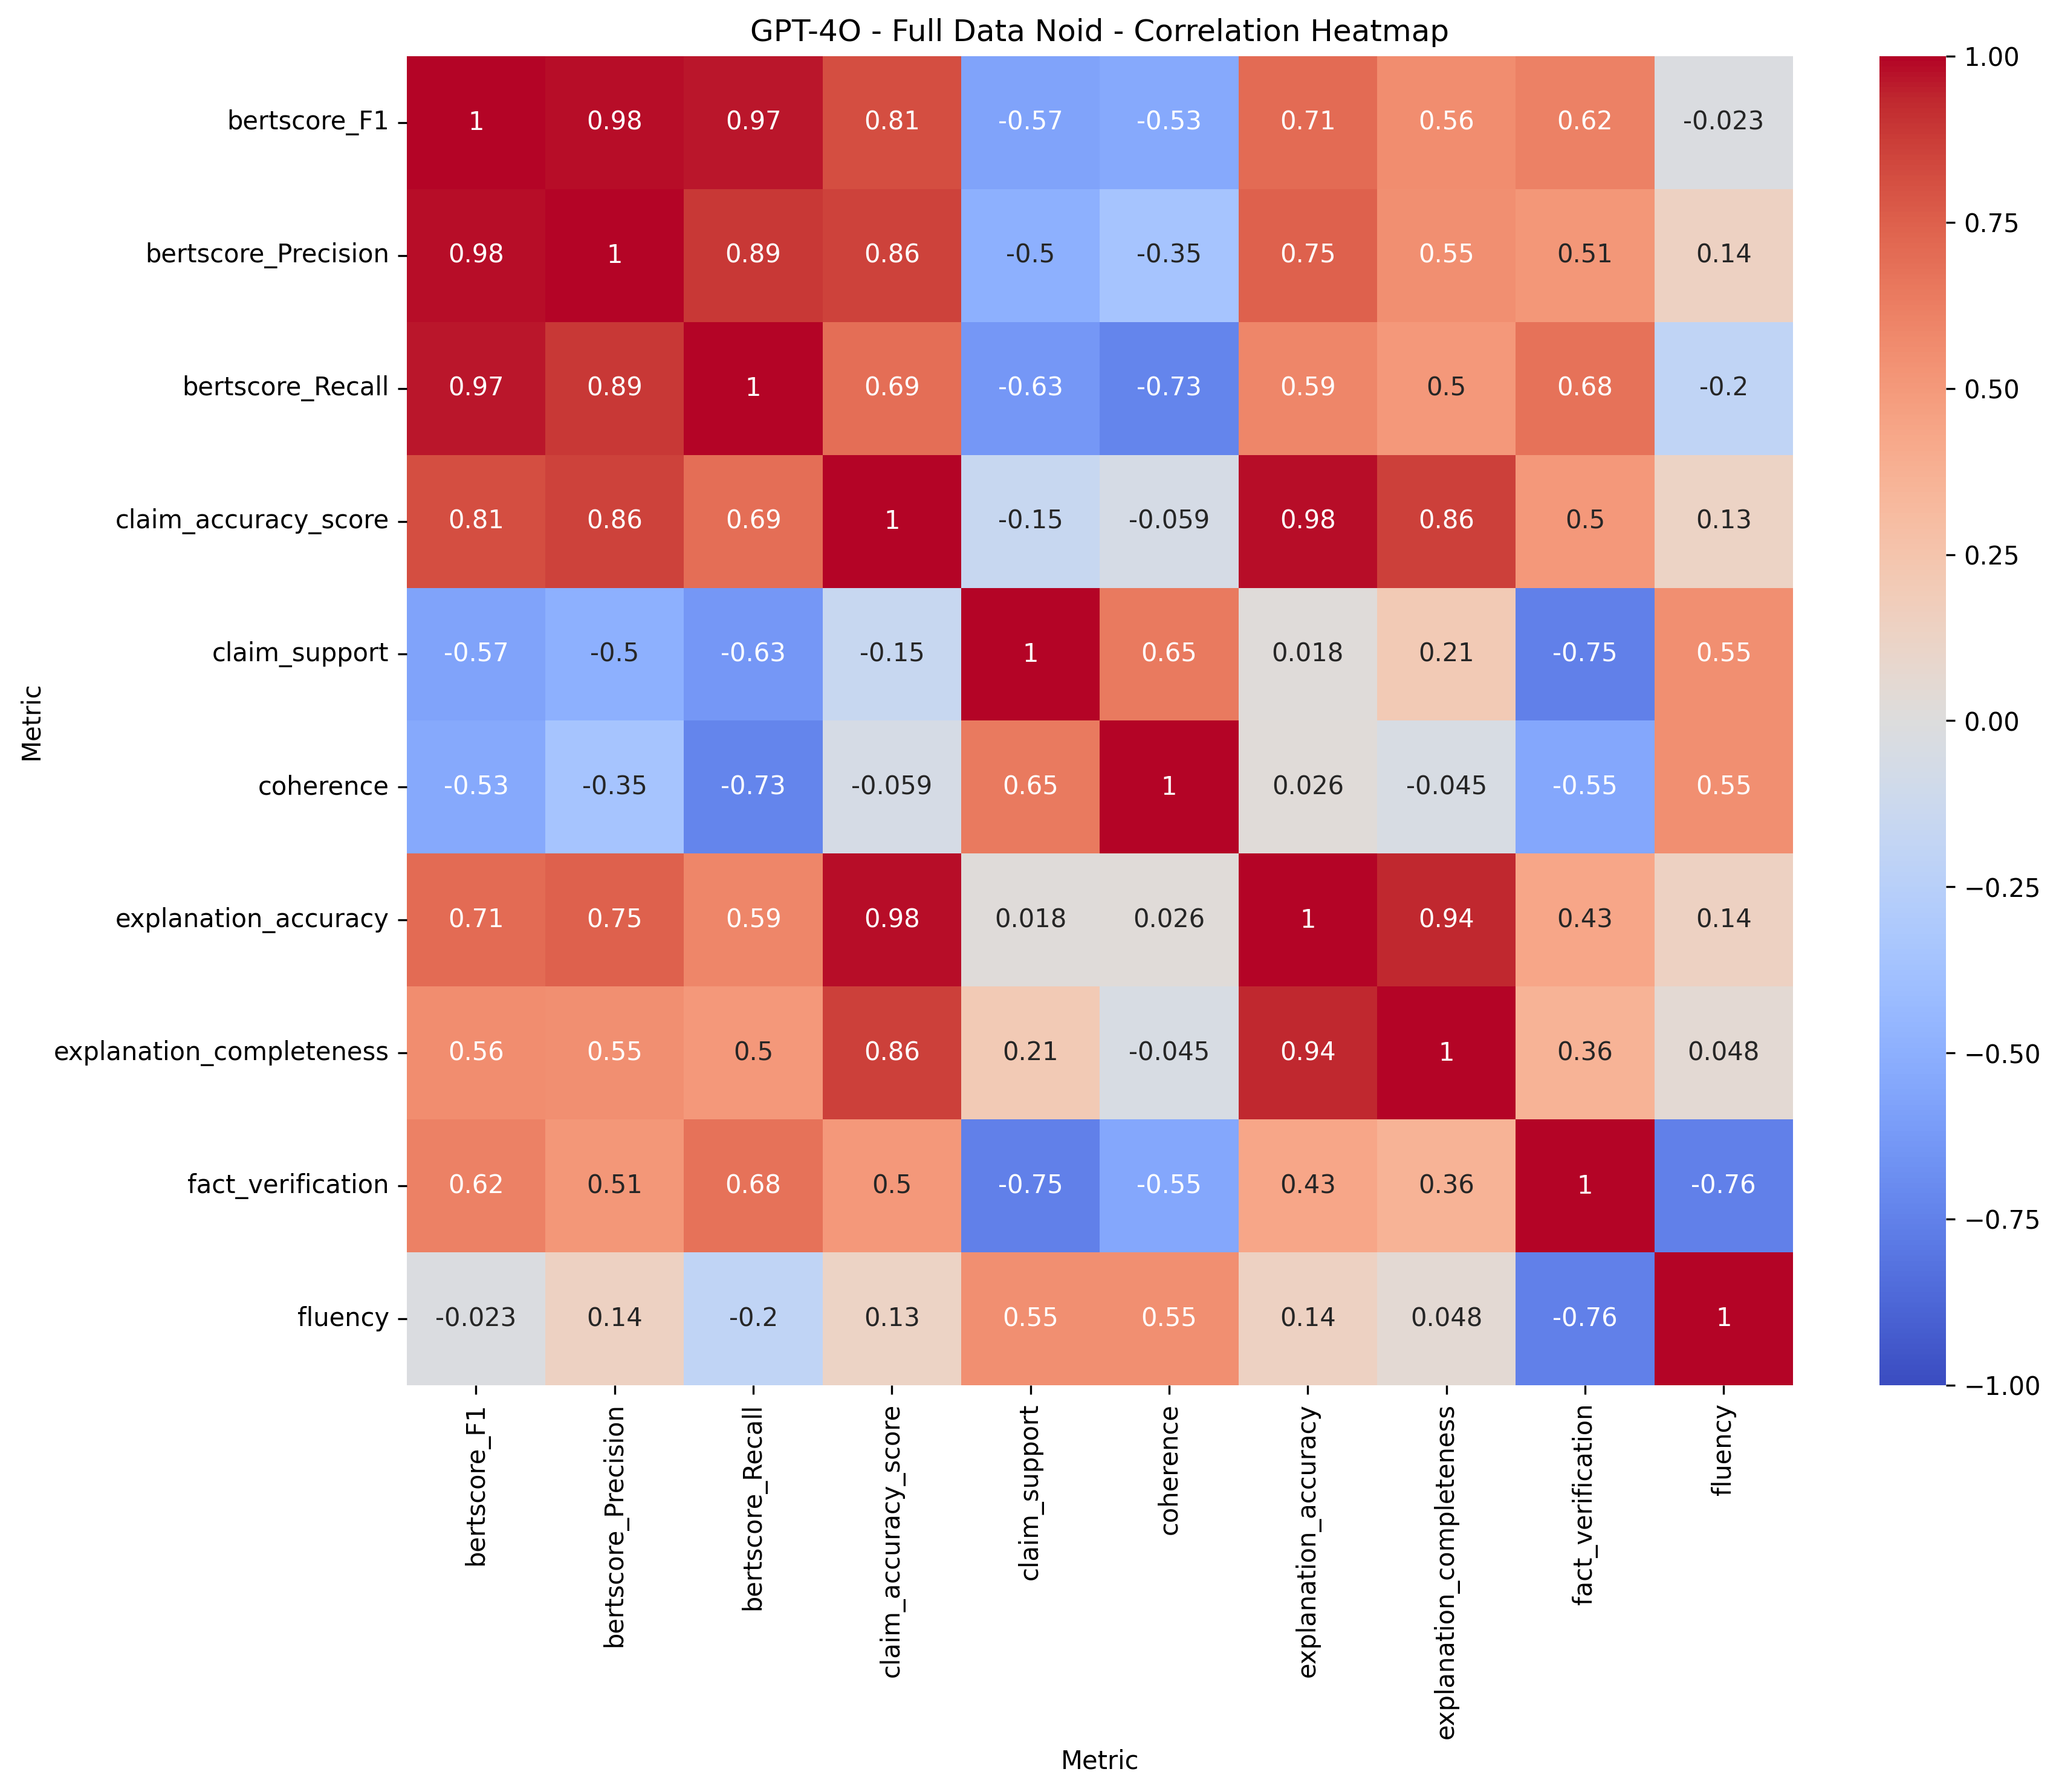 GPT-4O - Full Data Noid - Correlation Heatmap
bertscore_F1 1 0.98 0.97 0.81 -0.57 -0.53 0.71 0.56 0.62 -0.023
bertscore_Precision 0.98 1 0.89 0.86 -0.5 -0.35 0.75 0.55 0.51 0.14
bertscore_Recall 0.97 0.89 1 0.69 -0.63 -0.73 0.59 0.5 0.68 -0.2
claim_accuracy_score 0.81 0.86 0.69 1 -0.15 -0.059 0.98 0.86 0.5 0.13
claim_support -0.57 -0.5 -0.63 -0.15 1 0.65 0.018 0.21 -0.75 0.55
coherence -0.53 -0.35 -0.73 -0.059 0.65 1 0.026 -0.045 -0.55 0.55
explanation_accuracy 0.71 0.75 0.59 0.98 0.018 0.026 1 0.94 0.43 0.14
explanation_completeness 0.56 0.55 0.5 0.86 0.21 -0.045 0.94 1 0.36 0.048
fact_verification 0.62 0.51 0.68 0.5 -0.75 -0.55 0.43 0.36 1 -0.76
fluency -0.023 0.14 -0.2 0.13 0.55 0.55 0.14 0.048 -0.76 1
Metric
bertscore_F1
bertscore_Precision
bertscore_Recall
claim_accuracy_score
claim_support
coherence
explanation_accuracy
explanation_completeness
fact_verification
fluency
Metric
1.00
0.75
0.50
0.25
0.00
−0.25
−0.50
−0.75
−1.00